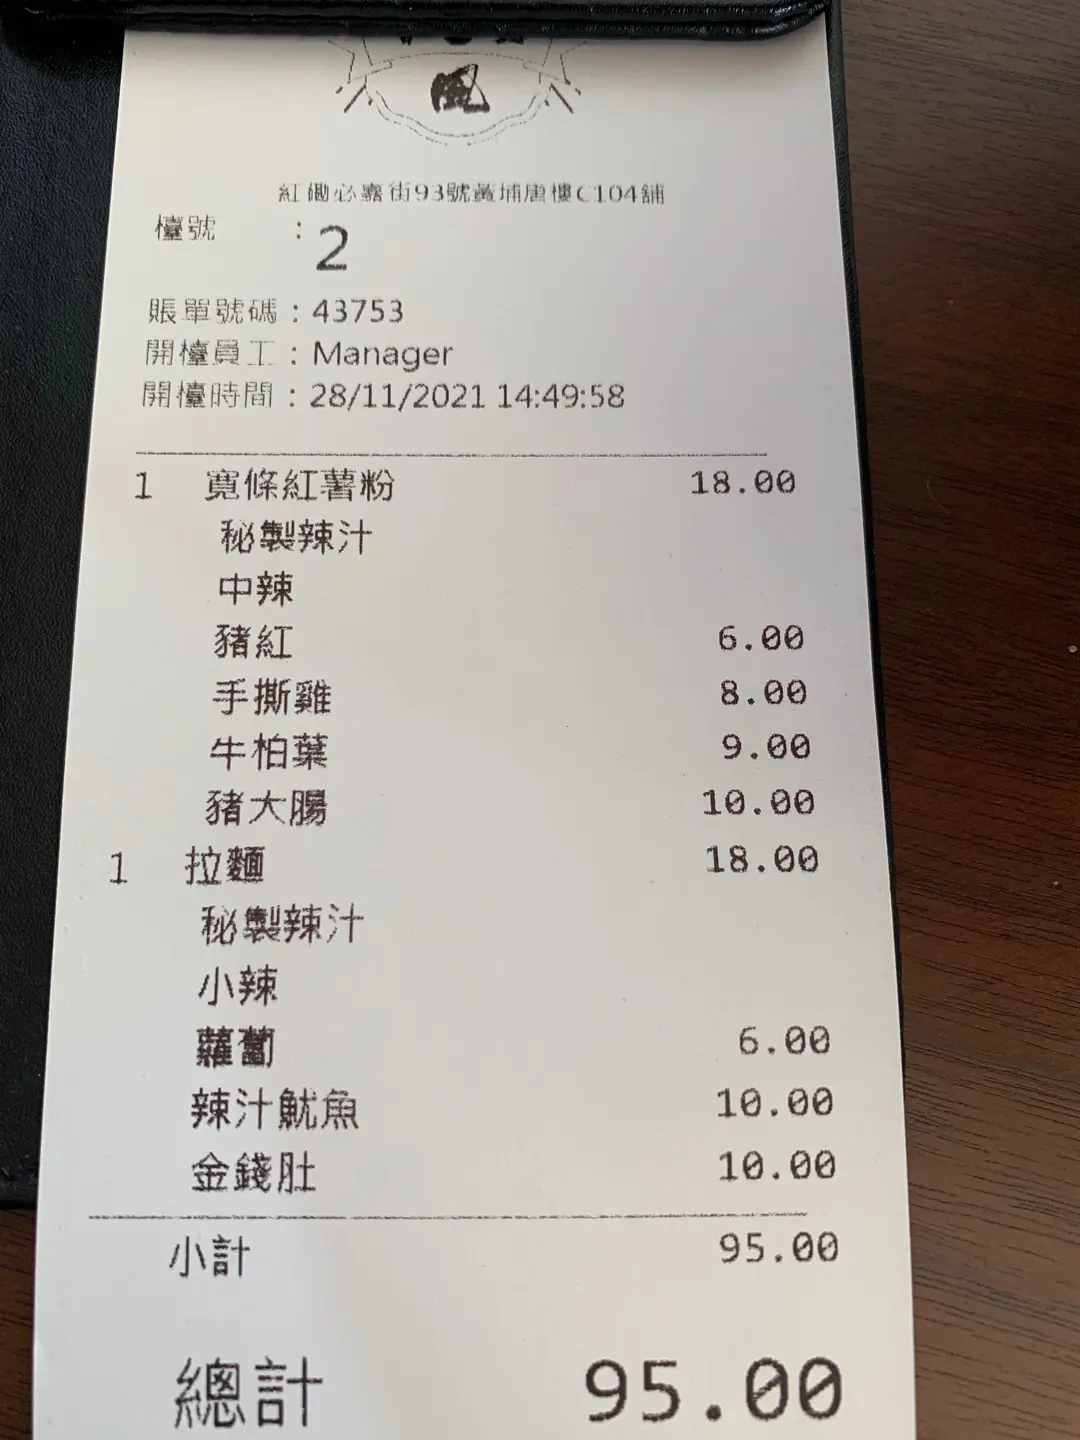 風
紅磡必嘉街93號黃埔唐樓C104舖
檯號 : 2
賬單號碼 : 43753
開檯員工 : Manager
開檯時間 : 28/11/2021 14:49:58
1 寬條紅薯粉 18.00
秘製辣汁
中辣
豬紅 6.00
手撕雞 8.00
牛柏葉 9.00
豬大腸 10.00
1 拉麵 18.00
秘製辣汁
小辣
蘿蔔 6.00
辣汁魷魚 10.00
金錢肚 10.00
小計 95.00
總計 95.00